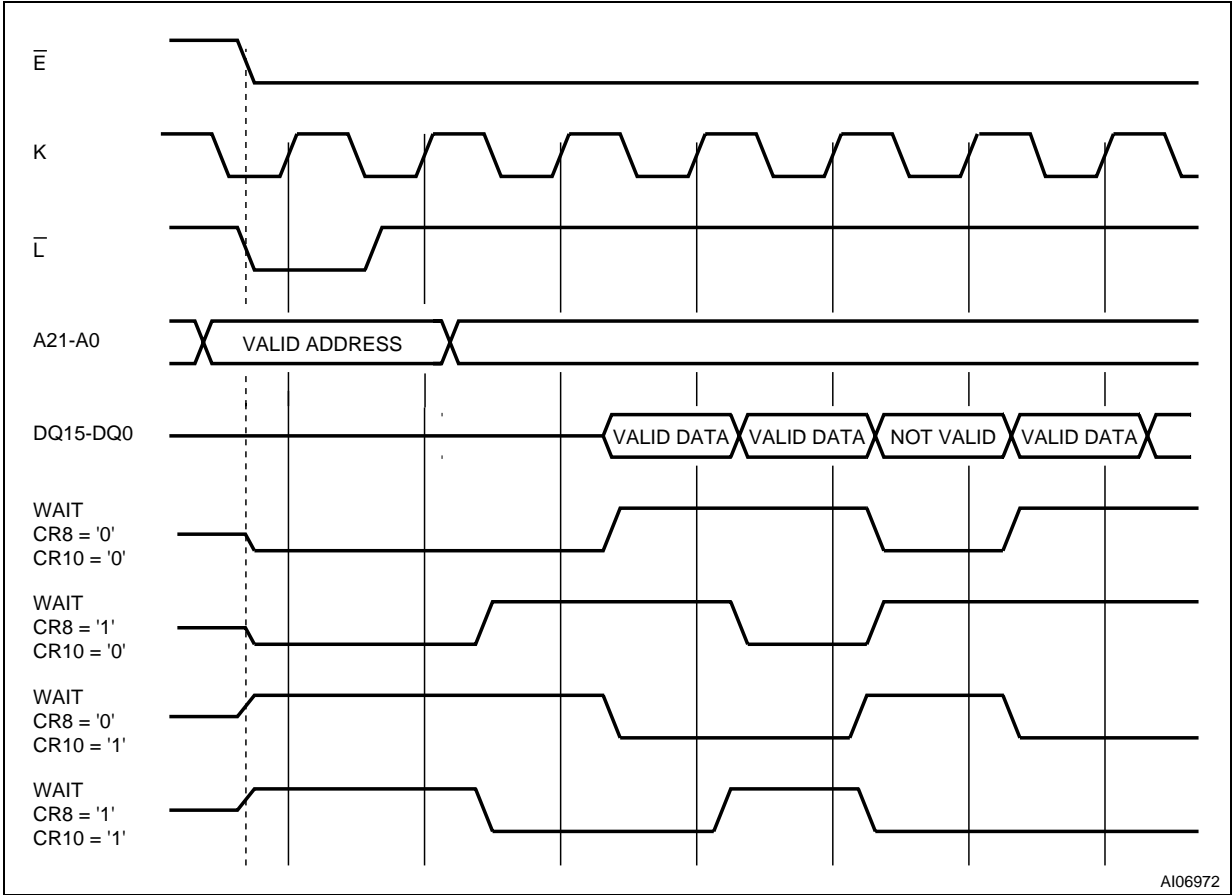 E̅
K
L̅
A21-A0
VALID ADDRESS
DQ15-DQ0
VALID DATA
VALID DATA
NOT VALID
VALID DATA
WAIT
CR8 = '0'
CR10 = '0'
WAIT
CR8 = '1'
CR10 = '0'
WAIT
CR8 = '0'
CR10 = '1'
WAIT
CR8 = '1'
CR10 = '1'
AI06972